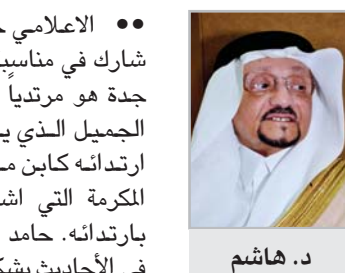 •• الاعلامي
شارك في
جدة هو مرتدياً
الجميل الذي
ارتدائه كابن
المكرمة التي
بارتدائه. حامد
في الأحاديث
د. هاشم